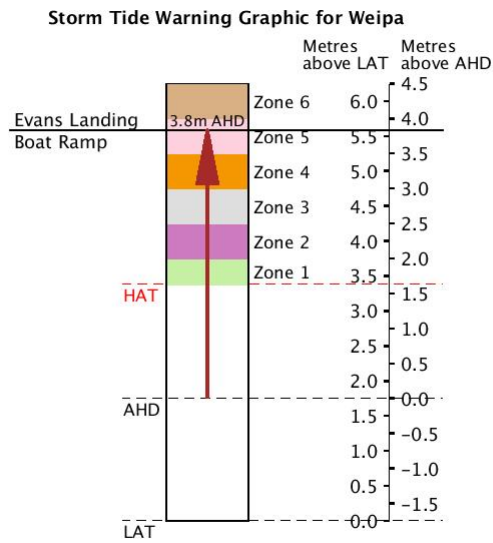 Storm Tide Warning Graphic for Weipa
Metres above LAT
Metres above AHD
4.5
Zone 6
6.0
4.0
Evans Landing
3.8m AHD
Boat Ramp
Zone 5
5.5
3.5
Zone 4
5.0
3.0
Zone 3
4.5
2.5
Zone 2
4.0
2.0
Zone 1
3.5
HAT
1.5
3.0
1.0
2.5
0.5
2.0
AHD
0.0
1.5
−0.5
1.0
−1.0
0.5
−1.5
0.0
LAT